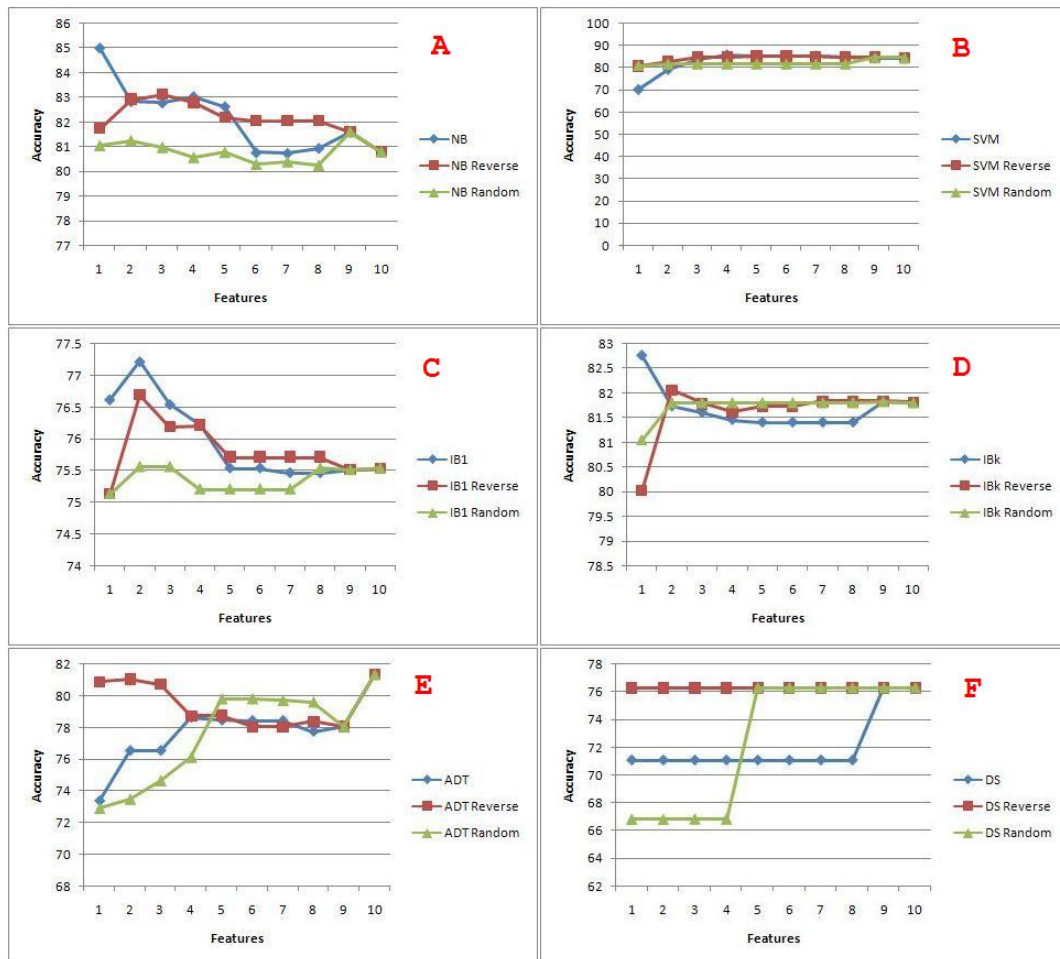 A
Accuracy
86
85
84
83
82
81
80
79
78
77
1 2 3 4 5 6 7 8 9 10
Features
NB
NB Reverse
NB Random
B
Accuracy
100
90
80
70
60
50
40
30
20
10
0
1 2 3 4 5 6 7 8 9 10
Features
SVM
SVM Reverse
SVM Random
C
Accuracy
77.5
77
76.5
76
75.5
75
74.5
74
1 2 3 4 5 6 7 8 9 10
Features
IB1
IB1 Reverse
IB1 Random
D
Accuracy
83
82.5
82
81.5
81
80.5
80
79.5
79
78.5
1 2 3 4 5 6 7 8 9 10
Features
IBk
IBk Reverse
IBk Random
E
Accuracy
82
80
78
76
74
72
70
68
1 2 3 4 5 6 7 8 9 10
Features
ADT
ADT Reverse
ADT Random
F
Accuracy
78
76
74
72
70
68
66
64
62
1 2 3 4 5 6 7 8 9 10
Features
DS
DS Reverse
DS Random